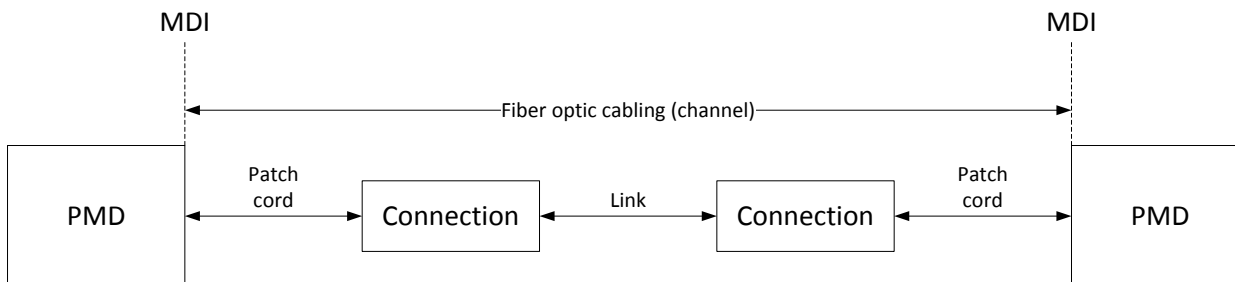 MDI
MDI
Fiber optic cabling (channel)
Patch
cord
Link
Patch
cord
PMD
Connection
Connection
PMD